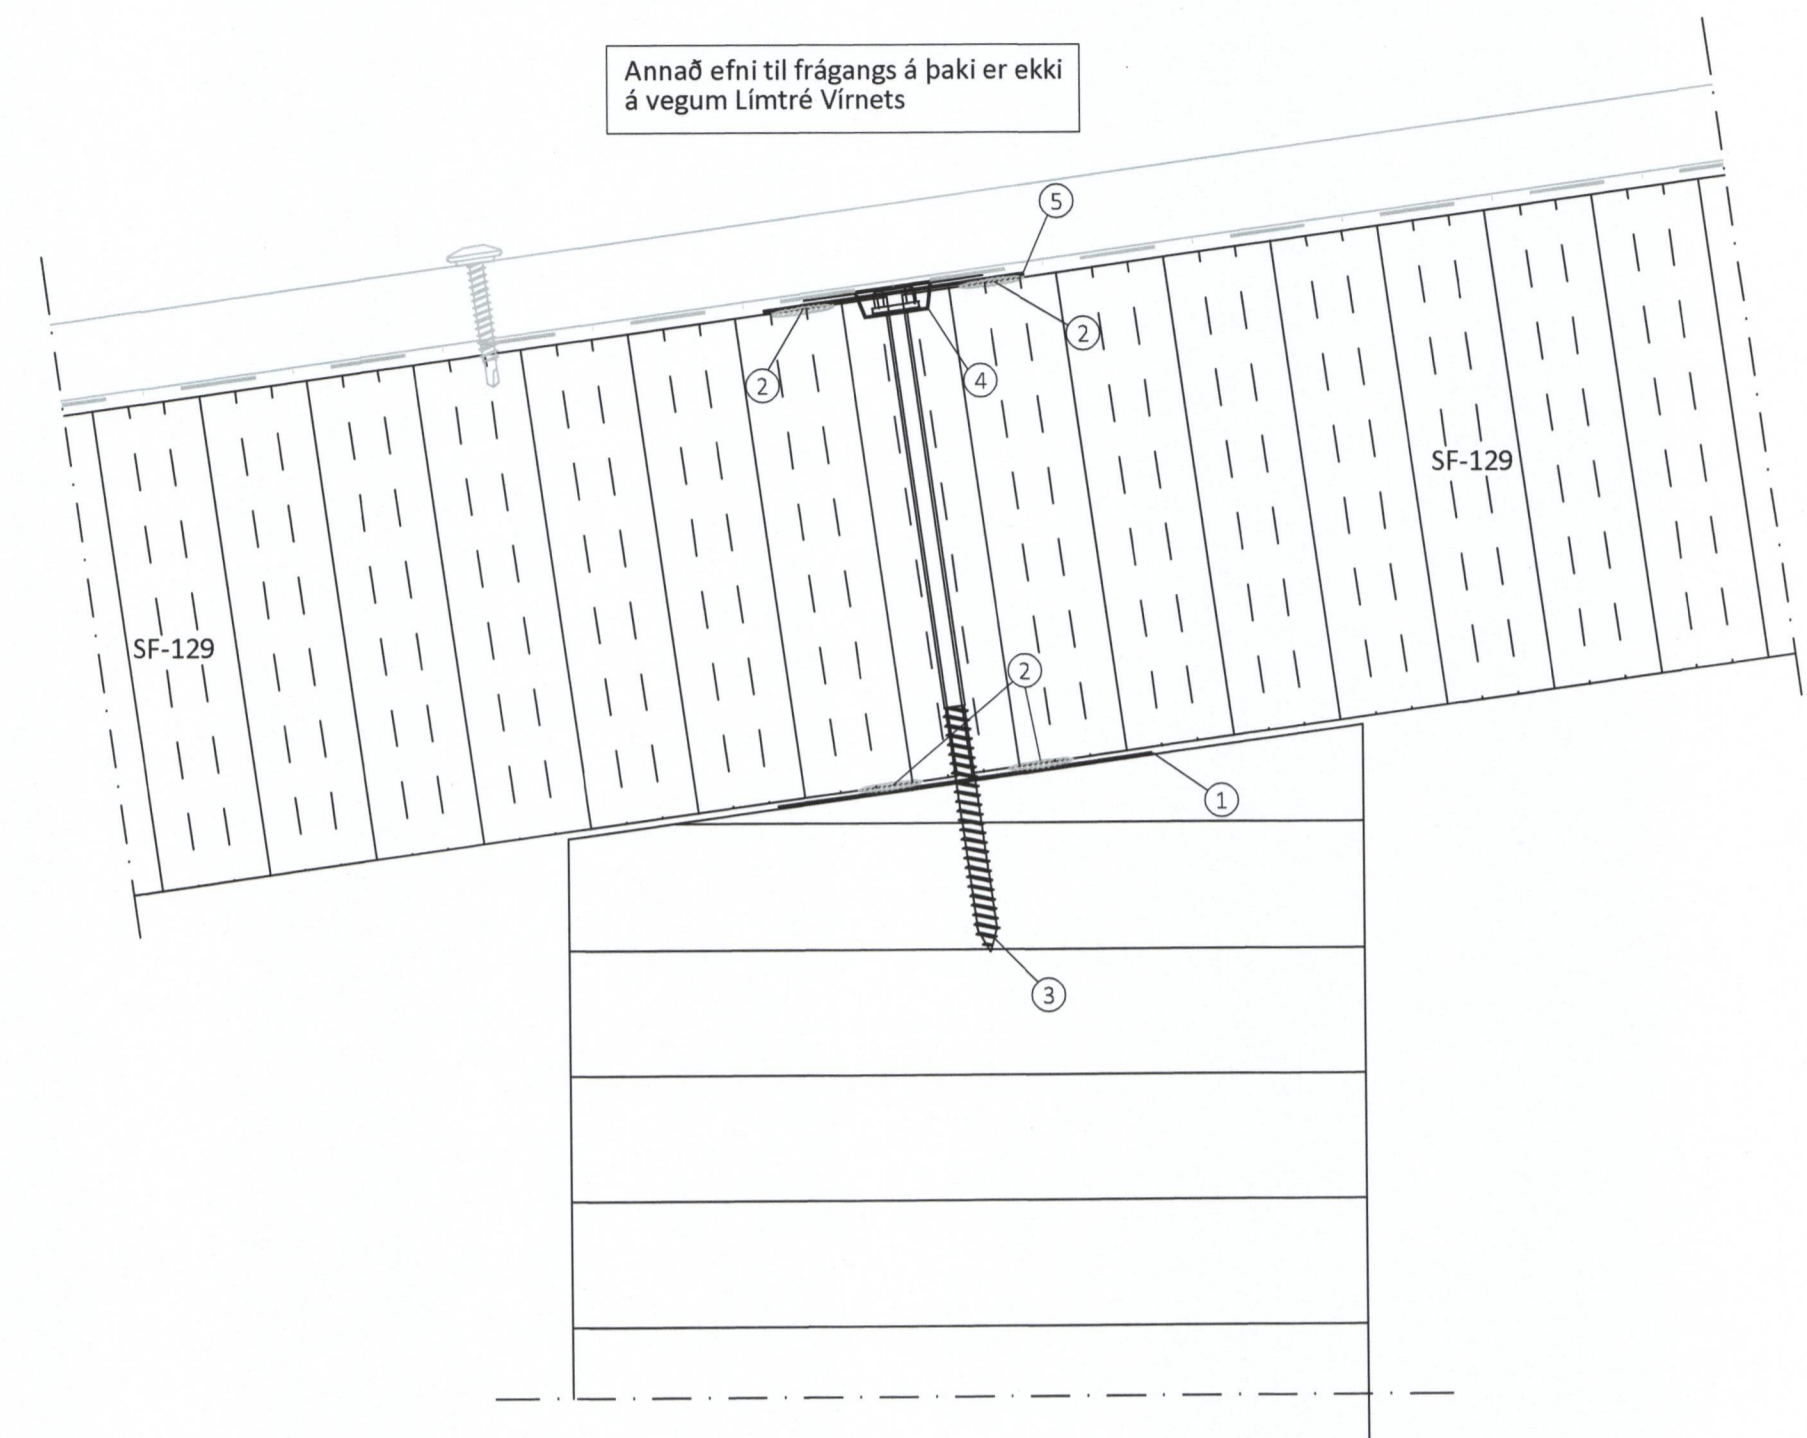 Annað efni til frágangs á þaki er ekki
á vegum Límtré Vírnets
5
2
2
4
SF-129
SF-129
2
1
3